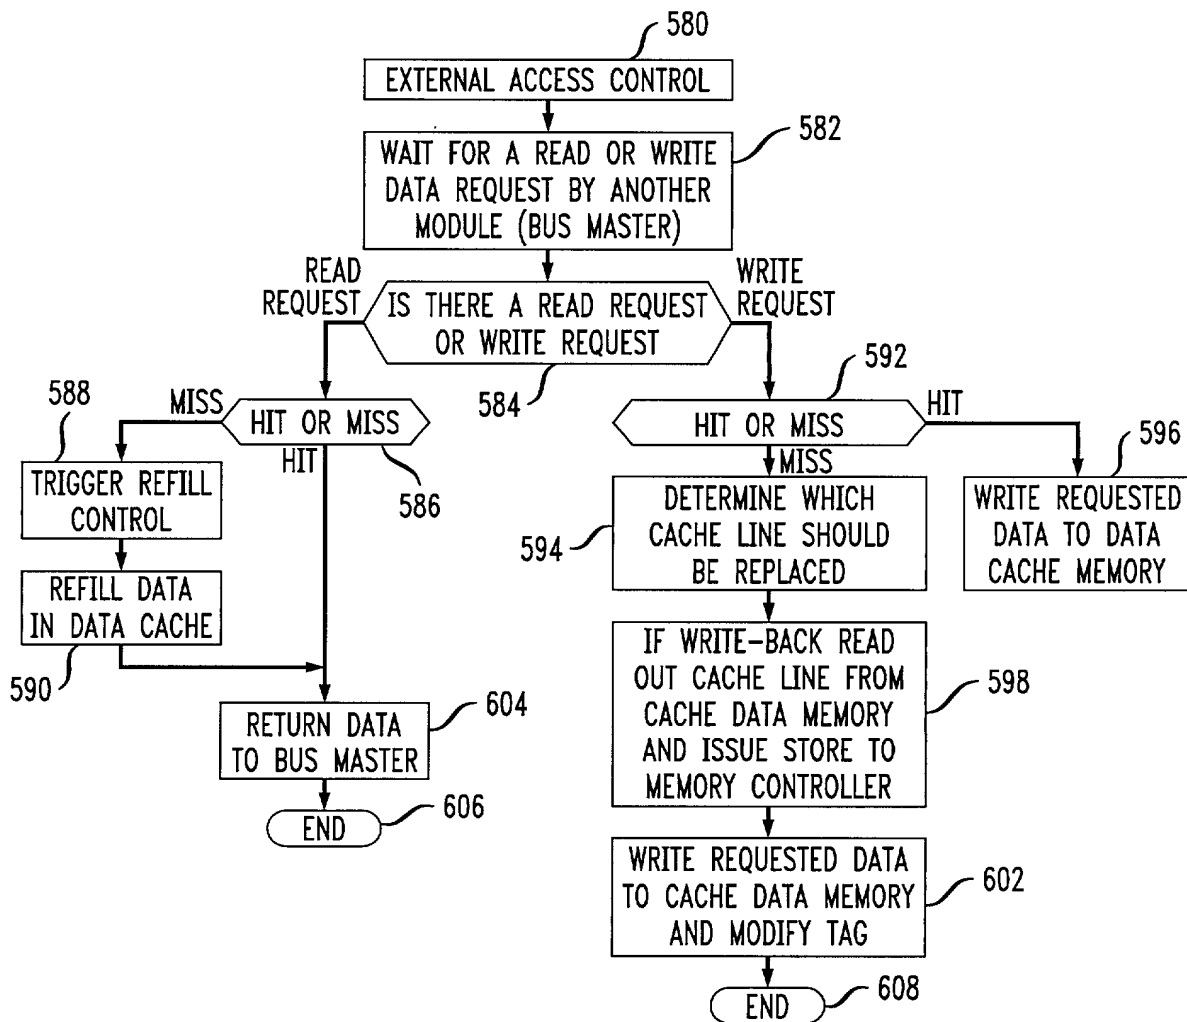 580
EXTERNAL ACCESS CONTROL
582
WAIT FOR A READ OR WRITE
DATA REQUEST BY ANOTHER
MODULE (BUS MASTER)
READ
REQUEST
WRITE
REQUEST
IS THERE A READ REQUEST
OR WRITE REQUEST
584
592
588
MISS
HIT OR MISS
HIT
586
HIT OR MISS
HIT
MISS
596
TRIGGER REFILL
CONTROL
594
DETERMINE WHICH
CACHE LINE SHOULD
BE REPLACED
WRITE REQUESTED
DATA TO DATA
CACHE MEMORY
REFILL DATA
IN DATA CACHE
590
IF WRITE-BACK READ
OUT CACHE LINE FROM
CACHE DATA MEMORY
AND ISSUE STORE TO
MEMORY CONTROLLER
598
604
RETURN DATA
TO BUS MASTER
END
606
WRITE REQUESTED DATA
TO CACHE DATA MEMORY
AND MODIFY TAG
602
END
608